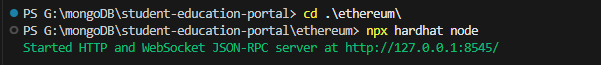 PS G:\mongoDB\student-education-portal> cd .\ethereum\
PS G:\mongoDB\student-education-portal\ethereum> npx hardhat node
Started HTTP and WebSocket JSON-RPC server at http://127.0.0.1:8545/